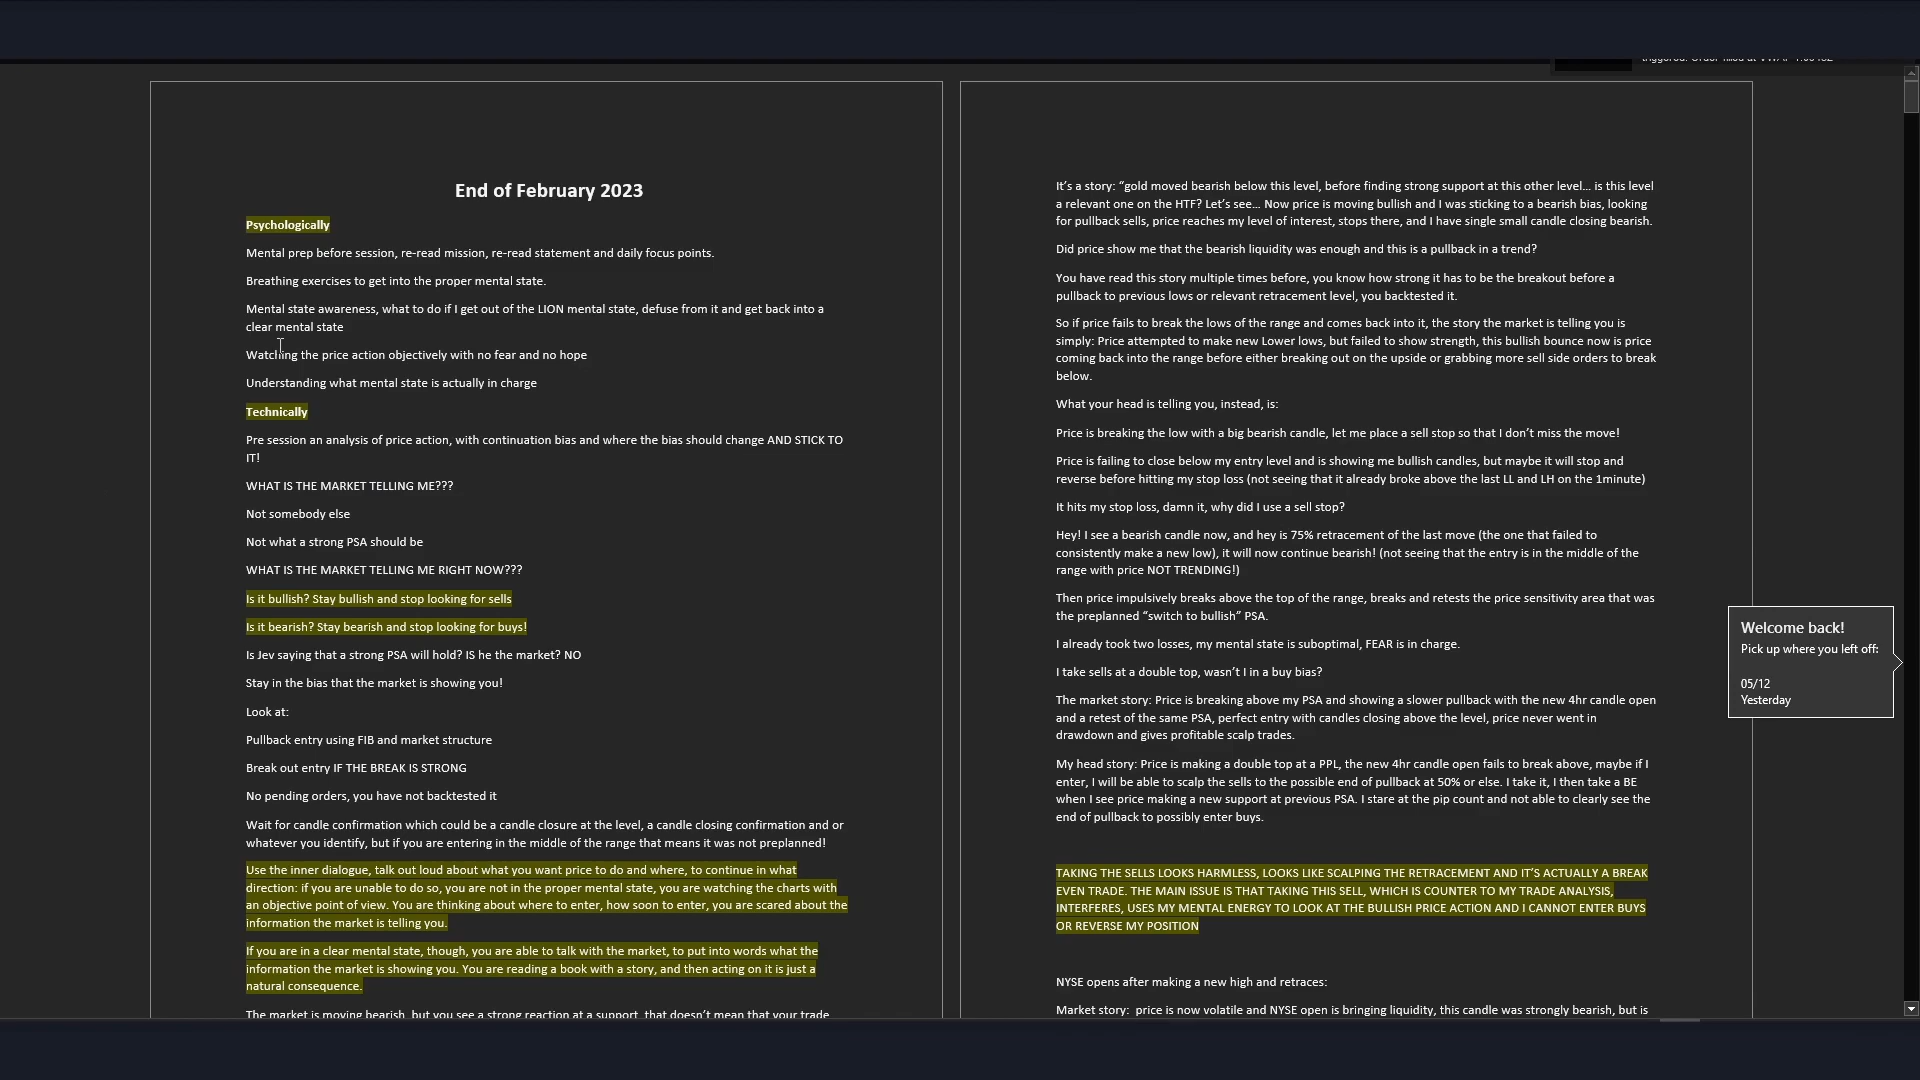 triggered. Order filled at VWAP
End of February 2023
Psychologically
Mental prep before session, re-read mission, re-read statement and daily focus points.
Breathing exercises to get into the proper mental state.
Mental state awareness, what to do if I get out of the LION mental state, defuse from it and get back into a
clear mental state
Watching the price action objectively with no fear and no hope
Understanding what mental state is actually in charge
Technically
Pre session an analysis of price action, with continuation bias and where the bias should change AND STICK TO
IT!
WHAT IS THE MARKET TELLING ME???
Not somebody else
Not what a strong PSA should be
WHAT IS THE MARKET TELLING ME RIGHT NOW???
Is it bullish? Stay bullish and stop looking for sells
Is it bearish? Stay bearish and stop looking for buys!
Is Jev saying that a strong PSA will hold? IS he the market? NO
Stay in the bias that the market is showing you!
Look at:
Pullback entry using FIB and market structure
Break out entry IF THE BREAK IS STRONG
No pending orders, you have not backtested it
Wait for candle confirmation which could be a candle closure at the level, a candle closing confirmation and or
whatever you identify, but if you are entering in the middle of the range that means it was not preplanned!
Use the inner dialogue, talk out loud about what you want price to do and where, to continue in what
direction: if you are unable to do so, you are not in the proper mental state, you are watching the charts with
an objective point of view. You are thinking about where to enter, how soon to enter, you are scared about the
information the market is telling you.
If you are in a clear mental state, though, you are able to talk with the market, to put into words what the
information the market is showing you. You are reading a book with a story, and then acting on it is just a
natural consequence.
The market is moving bearish, but you see a strong reaction at a support, that doesn't mean that your trade
It's a story: “gold moved bearish below this level, before finding strong support at this other level... is this level
a relevant one on the HTF? Let's see... Now price is moving bullish and I was sticking to a bearish bias, looking
for pullback sells, price reaches my level of interest, stops there, and I have single small candle closing bearish.
Did price show me that the bearish liquidity was enough and this is a pullback in a trend?
You have read this story multiple times before, you know how strong it has to be the breakout before a
pullback to previous lows or relevant retracement level, you backtested it.
So if price fails to break the lows of the range and comes back into it, the story the market is telling you is
simply: Price attempted to make new Lower lows, but failed to show strength, this bullish bounce now is price
coming back into the range before either breaking out on the upside or grabbing more sell side orders to break
below.
What your head is telling you, instead, is:
Price is breaking the low with a big bearish candle, let me place a sell stop so that I don't miss the move!
Price is failing to close below my entry level and is showing me bullish candles, but maybe it will stop and
reverse before hitting my stop loss (not seeing that it already broke above the last LL and LH on the 1minute)
It hits my stop loss, damn it, why did I use a sell stop?
Hey! I see a bearish candle now, and hey is 75% retracement of the last move (the one that failed to
consistently make a new low), it will now continue bearish! (not seeing that the entry is in the middle of the
range with price NOT TRENDING!)
Then price impulsively breaks above the top of the range, breaks and retests the price sensitivity area that was
the preplanned “switch to bullish” PSA.
I already took two losses, my mental state is suboptimal, FEAR is in charge.
I take sells at a double top, wasn't I in a buy bias?
The market story: Price is breaking above my PSA and showing a slower pullback with the new 4hr candle open
and a retest of the same PSA, perfect entry with candles closing above the level, price never went in
drawdown and gives profitable scalp trades.
My head story: Price is making a double top at a PPL, the new 4hr candle open fails to break above, maybe if I
enter, I will be able to scalp the sells to the possible end of pullback at 50% or else. I take it, I then take a BE
when I see price making a new support at previous PSA. I stare at the pip count and not able to clearly see the
end of pullback to possibly enter buys.
TAKING THE SELLS LOOKS HARMLESS, LOOKS LIKE SCALPING THE RETRACEMENT AND IT'S ACTUALLY A BREAK
EVEN TRADE. THE MAIN ISSUE IS THAT TAKING THIS SELL, WHICH IS COUNTER TO MY TRADE ANALYSIS,
INTERFERES, USES MY MENTAL ENERGY TO LOOK AT THE BULLISH PRICE ACTION AND I CANNOT ENTER BUYS
OR REVERSE MY POSITION
NYSE opens after making a new high and retraces:
Market story:  price is now volatile and NYSE open is bringing liquidity, this candle was strongly bearish, but is
Welcome back!
Pick up where you left off:
05/12
Yesterday